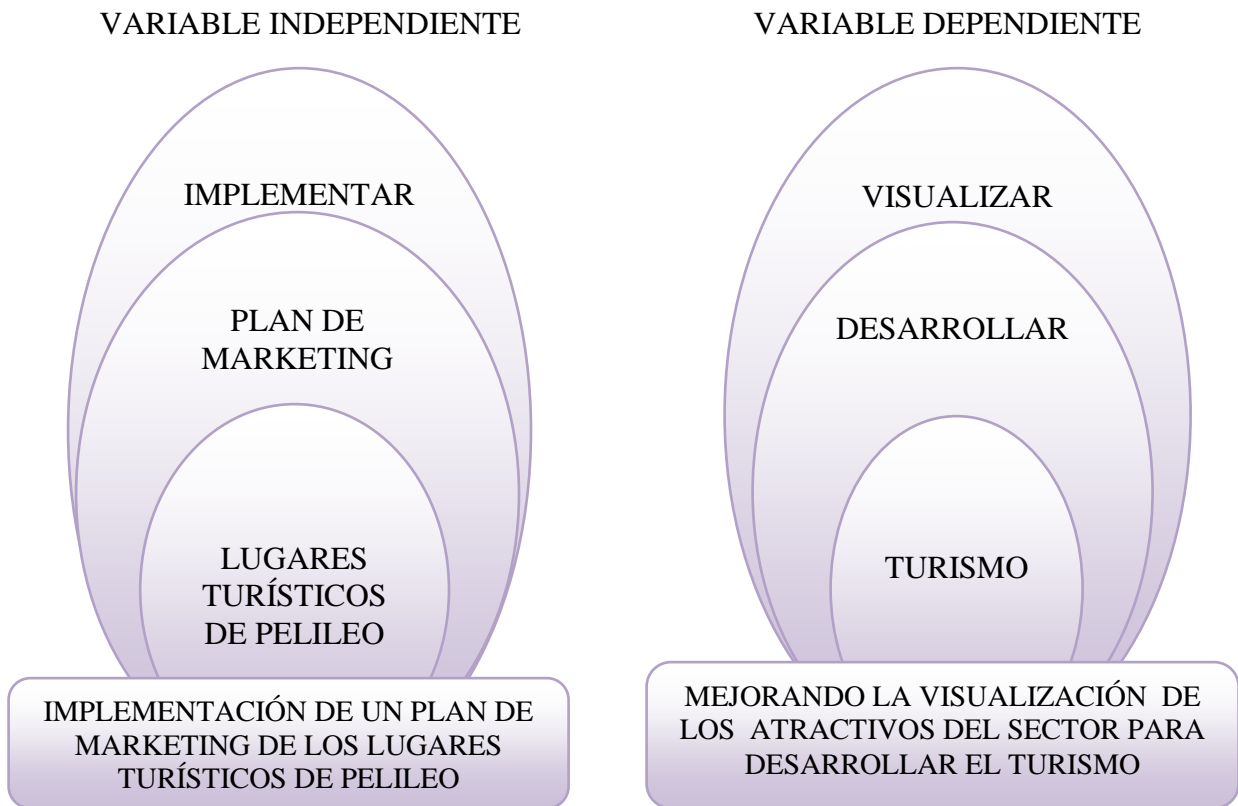 VARIABLE INDEPENDIENTE
IMPLEMENTAR
PLAN DE
MARKETING
LUGARES
TURÍSTICOS
DE PELILEO
IMPLEMENTACIÓN DE UN PLAN DE
MARKETING DE LOS LUGARES
TURÍSTICOS DE PELILEO
VARIABLE DEPENDIENTE
VISUALIZAR
DESARROLLAR
TURISMO
MEJORANDO LA VISUALIZACIÓN DE
LOS ATRACTIVOS DEL SECTOR PARA
DESARROLLAR EL TURISMO